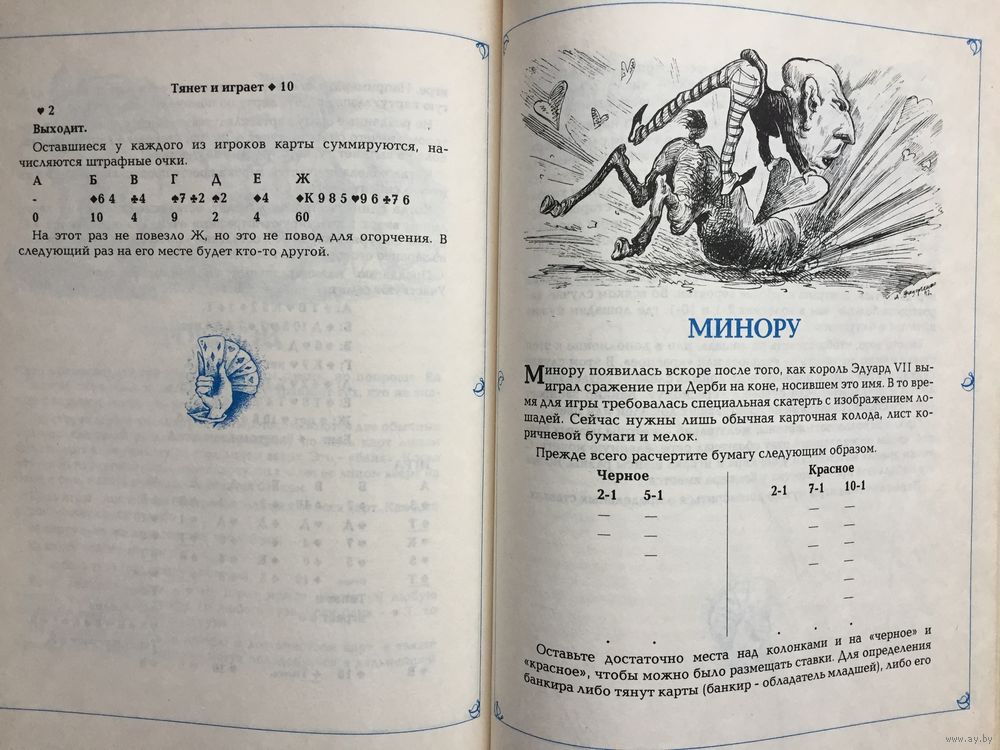 Тянет и играет ♦ 10
♥ 2
Выходит.
Оставшиеся у каждого из игроков карты суммируются, на-
числяются штрафные очки.
А Б В Г Д Е Ж
- ♦6 4 ♣4 ♠7 ♣2 ♠2 ♦4 ♦К 9 8 5 ♥9 6 ♣7 6
0 10 4 9 2 4 60
На этот раз не повезло Ж, но это не повод для огорчения. В
следующий раз на его месте будет кто-то другой.
МИНОРУ
Минору появилась вскоре после того, как король Эдуард VII вы-
играл сражение при Дерби на коне, носившем это имя. В то вре-
мя для игры требовалась специальная скатерть с изображением ло-
шадей. Сейчас нужны лишь обычная карточная колода, лист ко-
ричневой бумаги и мелок.
Прежде всего расчертите бумагу следующим образом.
Черное Красное
2-1 5-1 2-1 7-1 10-1
Оставьте достаточно места над колонками и на «черное» и
«красное», чтобы можно было размещать ставки. Для определения
банкира либо тянут карты (банкир - обладатель младшей), либо его
www.ay.by